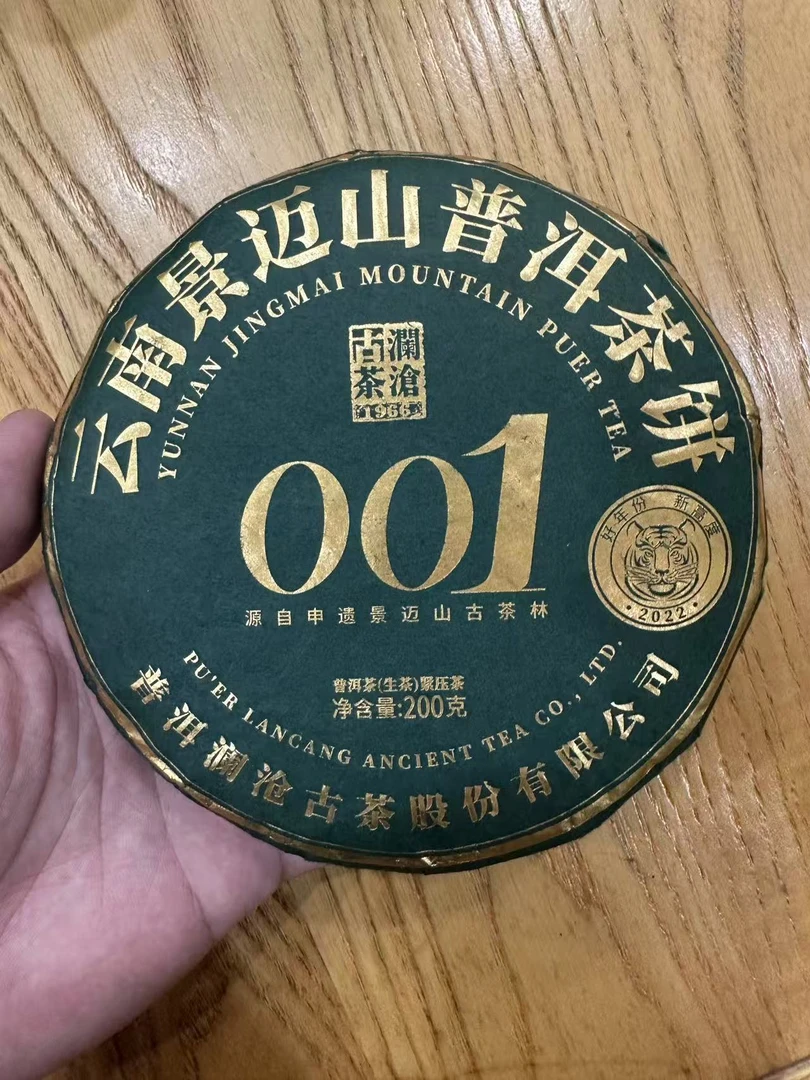 云南景迈山普洱茶饼
YUNNAN JINGMAI MOUNTAIN PUER TEA
瀾滄
古茶
1966
001
源自申遗景迈山古茶林
好年份 新高度
·2022·
普洱茶(生茶)紧压茶
净含量:200克
PU'ER LANCANG ANCIENT TEA CO., LTD.
普洱澜沧古茶股份有限公司